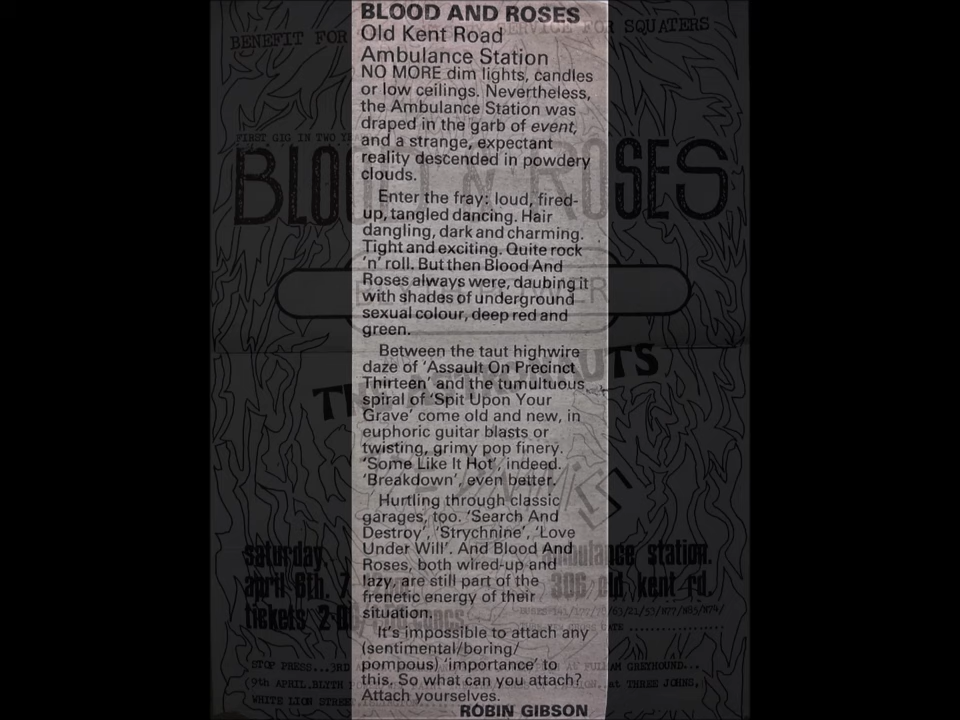 BLOOD AND ROSES
Old Kent Road
Ambulance Station
NO MORE dim lights, candles
or low ceilings. Nevertheless,
the Ambulance Station was
draped in the garb of event,
and a strange, expectant
reality descended in powdery
clouds.
Enter the fray: loud, fired-
up, tangled dancing. Hair
dangling, dark and charming.
Tight and exciting. Quite rock
'n' roll. But then Blood And
Roses always were, daubing it
with shades of underground
sexual colour, deep red and
green.
Between the taut highwire
daze of 'Assault On Precinct
Thirteen' and the tumultuous
spiral of 'Spit Upon Your
Grave' come old and new, in
euphoric guitar blasts or
twisting, grimy pop finery.
'Some Like It Hot', indeed.
'Breakdown', even better.
Hurtling through classic
garages, too. 'Search And
Destroy', 'Strychnine', 'Love
Under Will'. And Blood And
Roses, both wired-up and
lazy, are still part of the
frenetic energy of their
situation.
It's impossible to attach any
(sentimental/boring/
pompous) 'importance' to
this, So what can you attach?
Attach yourselves.
ROBIN GIBSON
BENEFIT FOR SERVICE FOR SQUATERS
FIRST GIG IN TWO
BLOOD N ROSES
saturday. ambulance station.
april 6th. 7 306 old kent rd.
tickets 2.00
STOP PRESS...3RD AT FULHAM GREYHOUND...
(9th APRIL.BLYTH at THREE JOHNS,
WHITE LION STREET